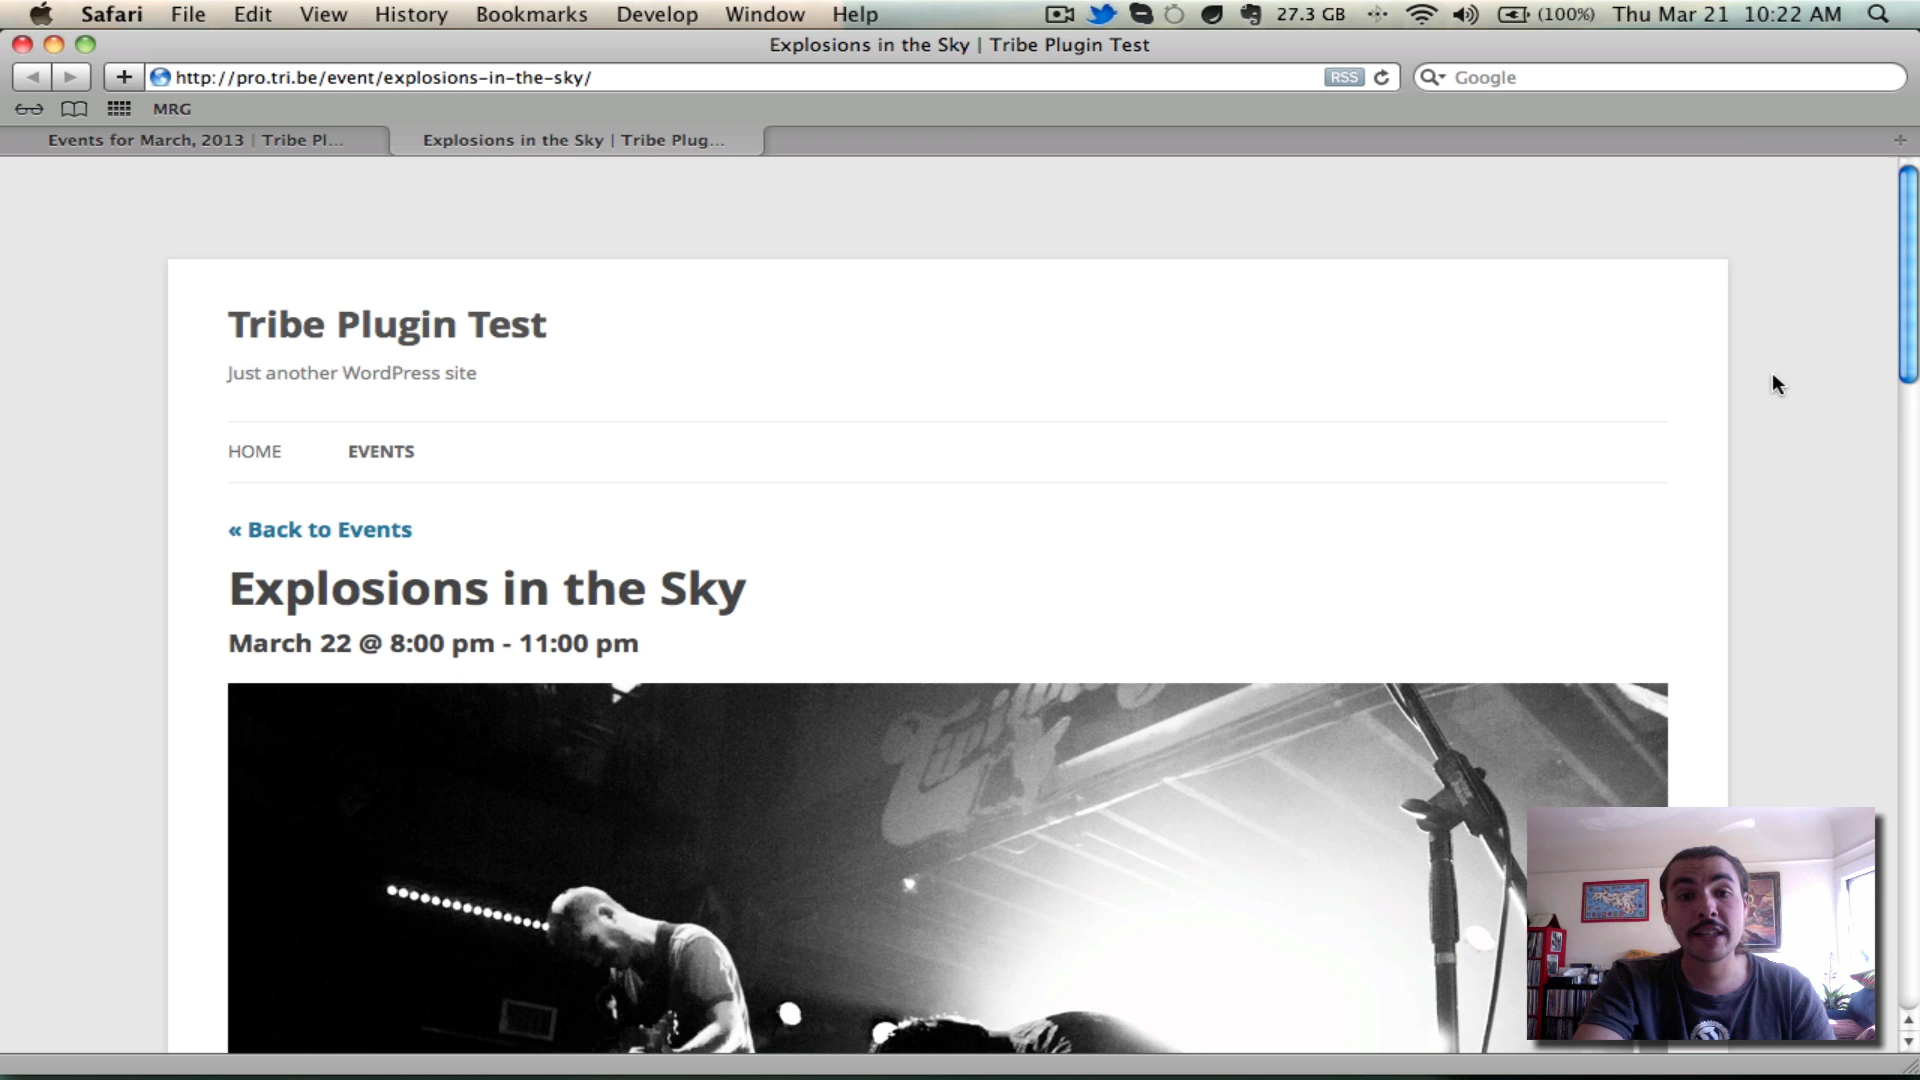 Safari File Edit View History Bookmarks Develop Window Help 27.3 GB (100%) Thu Mar 21 10:22 AM
Explosions in the Sky | Tribe Plugin Test
http://pro.tri.be/event/explosions-in-the-sky/ RSS Google
MRG
Events for March, 2013 | Tribe Pl... Explosions in the Sky | Tribe Plug...
Tribe Plugin Test
Just another WordPress site
HOME EVENTS
« Back to Events
Explosions in the Sky
March 22 @ 8:00 pm - 11:00 pm